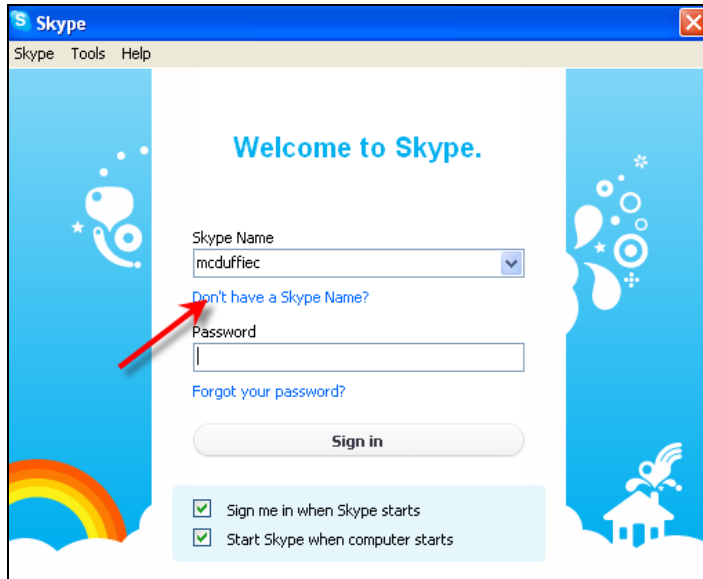 Skype
Skype Tools Help
Welcome to Skype.
Skype Name
mcduffiec
Don't have a Skype Name?
Password
Forgot your password?
Sign in
Sign me in when Skype starts
Start Skype when computer starts